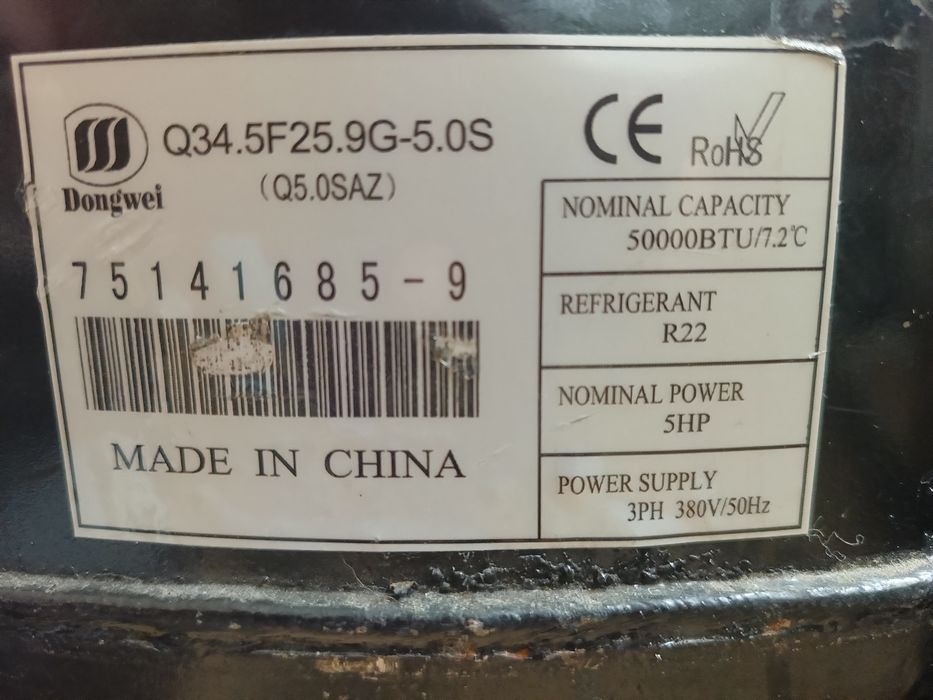 Dongwei
Q34.5F25.9G-5.0S
(Q5.0SAZ)
75141685-9
MADE IN CHINA
CE
RoHS
NOMINAL CAPACITY
50000BTU/7.2℃
REFRIGERANT
R22
NOMINAL POWER
5HP
POWER SUPPLY
3PH 380V/50Hz